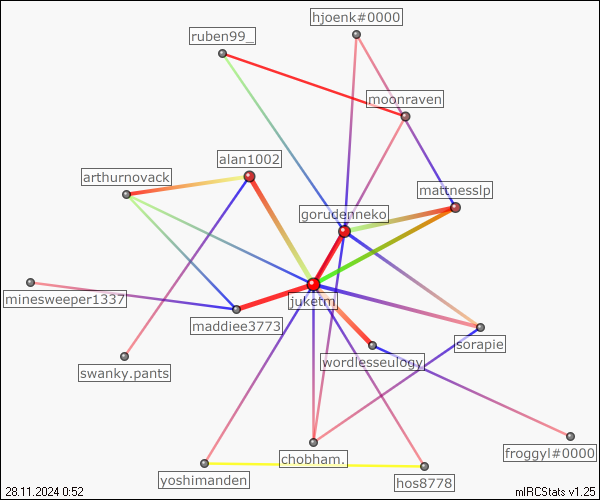 hjoenk#0000
ruben99_
moonraven
alan1002
arthurnovack
mattnesslp
gorudenneko
minesweeper1337
juketm
maddiee3773
sorapie
wordlesseulogy
swanky.pants
froggyl#0000
chobham.
yoshimanden
hos8778
28.11.2024 0:52
mIRCStats v1.25